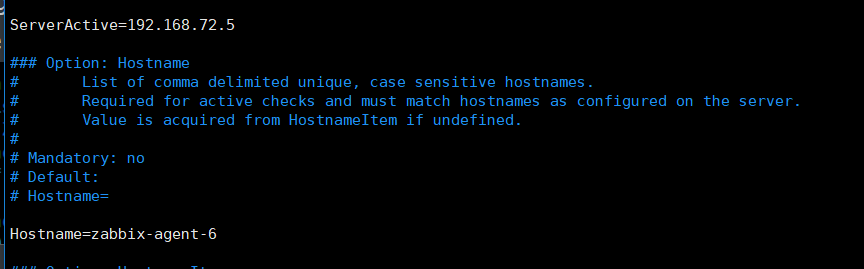 ServerActive=192.168.72.5
### Option: Hostname
#       List of comma delimited unique, case sensitive hostnames.
#       Required for active checks and must match hostnames as configured on the server.
#       Value is acquired from HostnameItem if undefined.
#
# Mandatory: no
# Default:
# Hostname=
Hostname=zabbix-agent-6